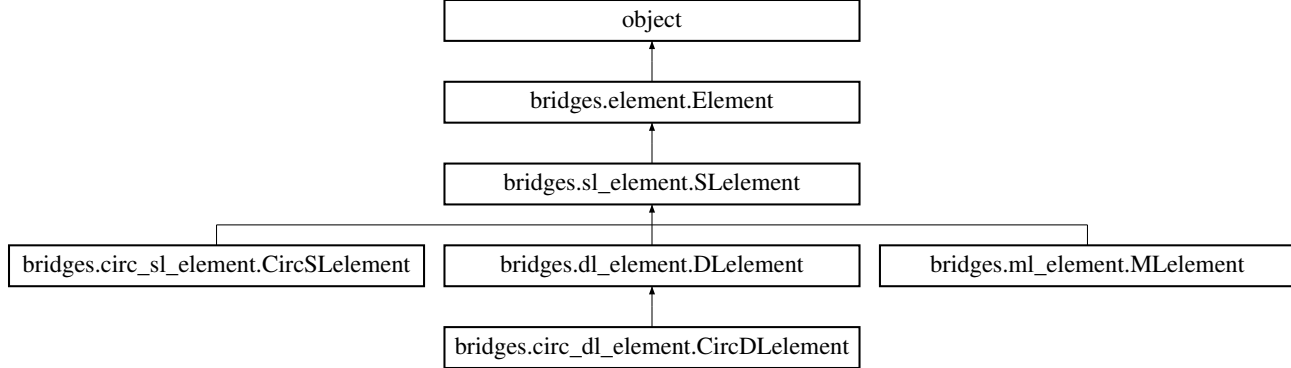 object
bridges.element.Element
bridges.sl_element.SLelement
bridges.circ_sl_element.CircSLelement
bridges.dl_element.DLelement
bridges.ml_element.MLelement
bridges.circ_dl_element.CircDLelement